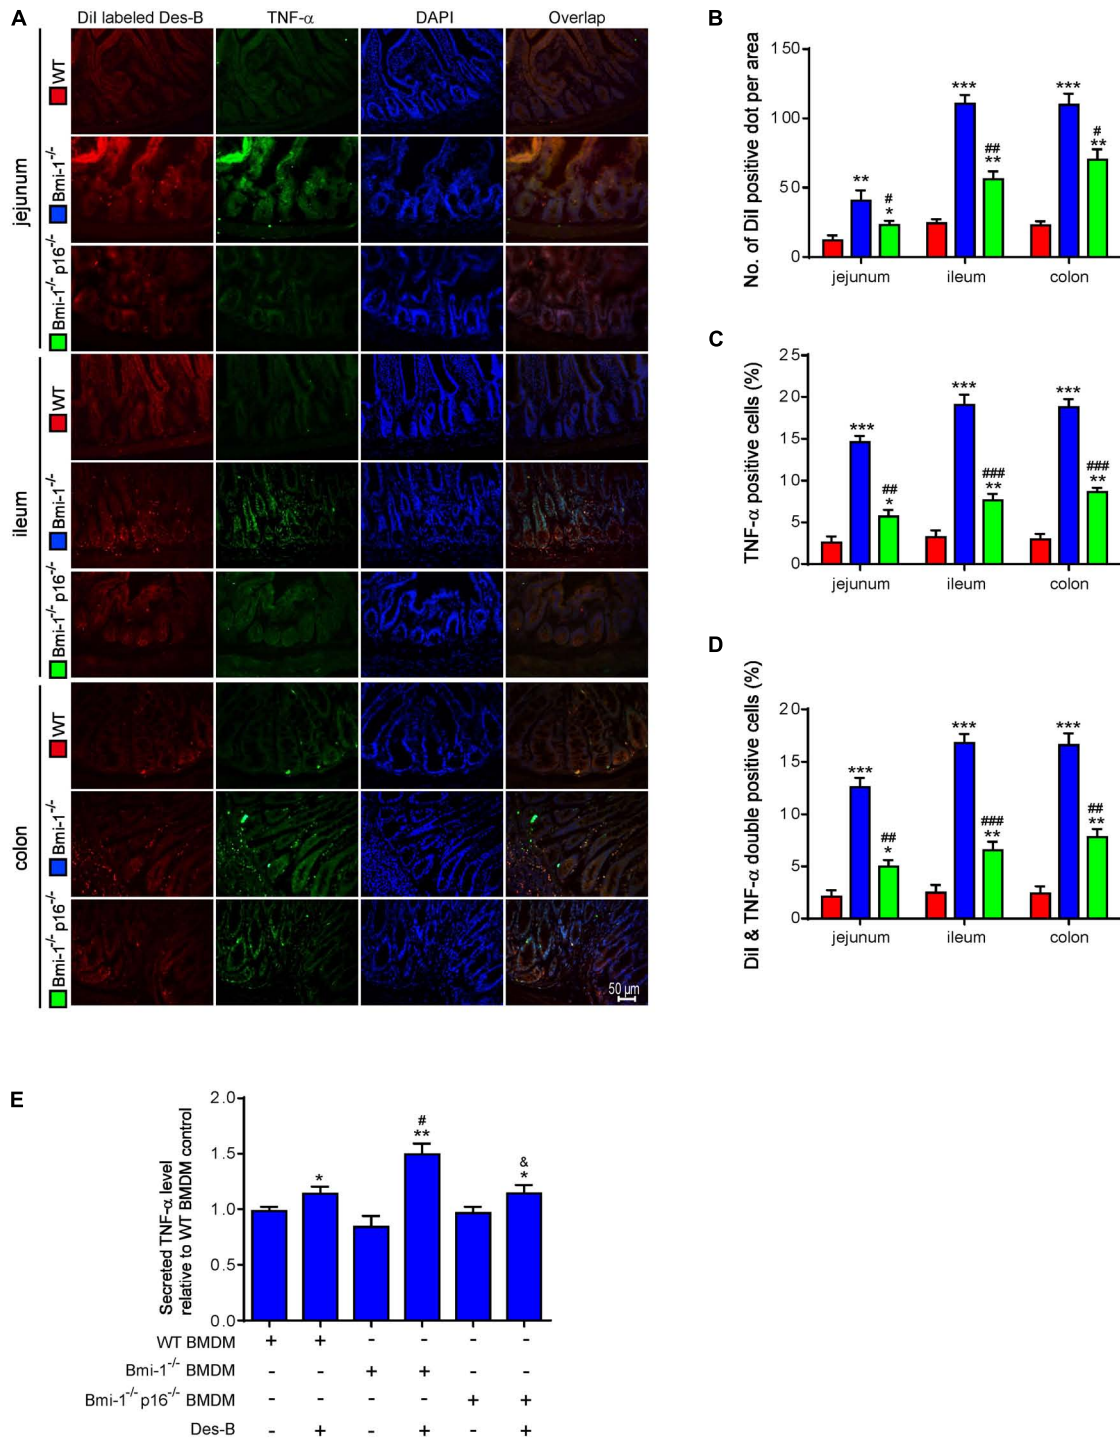 A
DiI labeled Des-B TNF-α DAPI Overlap
jejunum
WT
Bmi-1-/-
Bmi-1-/- p16-/-
ileum
WT
Bmi-1-/-
Bmi-1-/- p16-/-
colon
WT
Bmi-1-/-
Bmi-1-/- p16-/-
50 µm
B
No. of DiI positive dot per area
150
100
50
0
** # * *** ## ** *** # **
jejunum ileum colon
C
TNF-α positive cells (%)
25
20
15
10
5
0
*** ## * *** ### ** *** ### **
jejunum ileum colon
D
DiI & TNF-α double positive cells (%)
20
15
10
5
0
*** ## * *** ### ** *** ## **
jejunum ileum colon
E
Secreted TNF-α level
relative to WT BMDM control
2.0
1.5
1.0
0.5
0.0
* # ** & *
WT BMDM + + - - - -
Bmi-1-/- BMDM - - + + - -
Bmi-1-/- p16-/- BMDM - - - - + +
Des-B - + - + - +